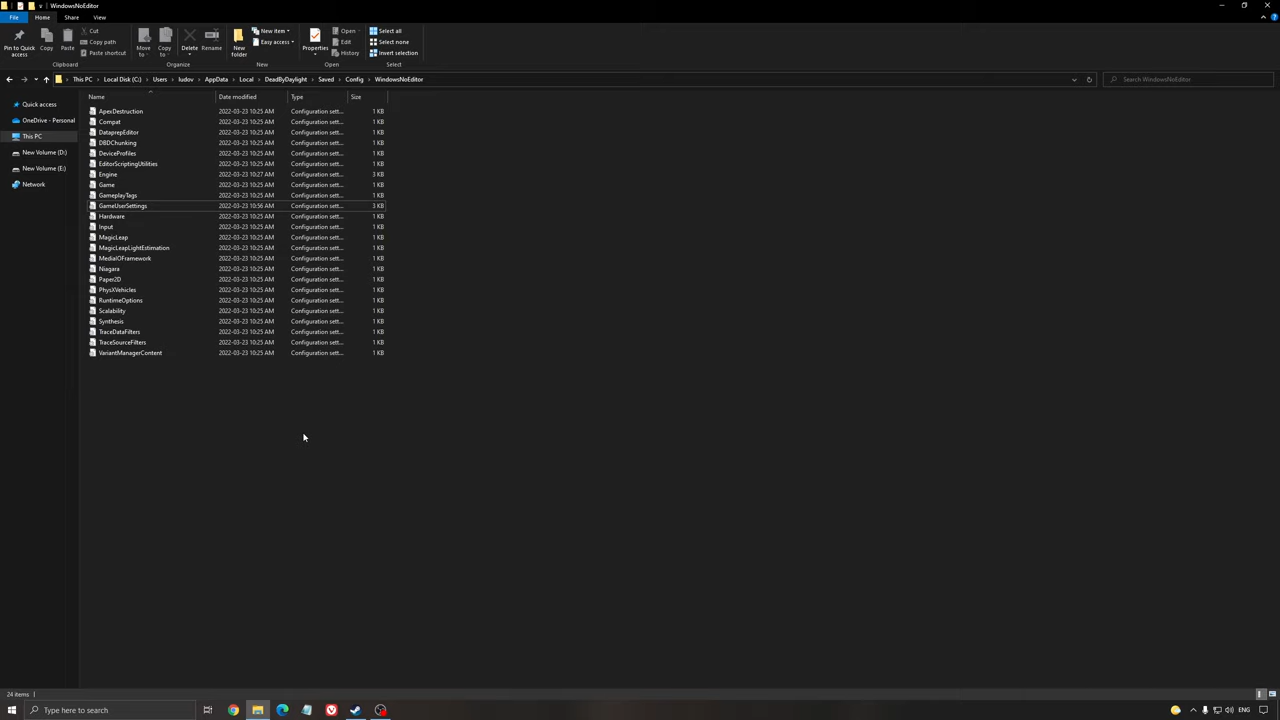 WindowsNoEditor
File Home Share View
Pin to Quick access
Copy
Paste
Cut
Copy path
Paste shortcut
Clipboard
Move to
Copy to
Delete
Rename
Organize
New folder
New item
Easy access
New
Properties
Open
Edit
History
Open
Select all
Select none
Invert selection
Select
This PC > Local Disk (C:) > Users > ludov > AppData > Local > DeadByDaylight > Saved > Config > WindowsNoEditor
Search WindowsNoEditor
Quick access
OneDrive - Personal
This PC
New Volume (D:)
New Volume (E:)
Network
Name Date modified Type Size
ApexDestruction 2022-03-23 10:25 AM Configuration sett... 1 KB
Compat 2022-03-23 10:25 AM Configuration sett... 1 KB
DataprepEditor 2022-03-23 10:25 AM Configuration sett... 1 KB
DBDChunking 2022-03-23 10:25 AM Configuration sett... 1 KB
DeviceProfiles 2022-03-23 10:25 AM Configuration sett... 1 KB
EditorScriptingUtilities 2022-03-23 10:25 AM Configuration sett... 1 KB
Engine 2022-03-23 10:27 AM Configuration sett... 3 KB
Game 2022-03-23 10:25 AM Configuration sett... 1 KB
GameplayTags 2022-03-23 10:25 AM Configuration sett... 1 KB
GameUserSettings 2022-03-23 10:56 AM Configuration sett... 3 KB
Hardware 2022-03-23 10:25 AM Configuration sett... 1 KB
Input 2022-03-23 10:25 AM Configuration sett... 1 KB
MagicLeap 2022-03-23 10:25 AM Configuration sett... 1 KB
MagicLeapLightEstimation 2022-03-23 10:25 AM Configuration sett... 1 KB
MediaIOFramework 2022-03-23 10:25 AM Configuration sett... 1 KB
Niagara 2022-03-23 10:25 AM Configuration sett... 1 KB
Paper2D 2022-03-23 10:25 AM Configuration sett... 1 KB
PhysXVehicles 2022-03-23 10:25 AM Configuration sett... 1 KB
RuntimeOptions 2022-03-23 10:25 AM Configuration sett... 1 KB
Scalability 2022-03-23 10:25 AM Configuration sett... 1 KB
Synthesis 2022-03-23 10:25 AM Configuration sett... 1 KB
TraceDataFilters 2022-03-23 10:25 AM Configuration sett... 1 KB
TraceSourceFilters 2022-03-23 10:25 AM Configuration sett... 1 KB
VariantManagerContent 2022-03-23 10:25 AM Configuration sett... 1 KB
24 items
Type here to search
ENG